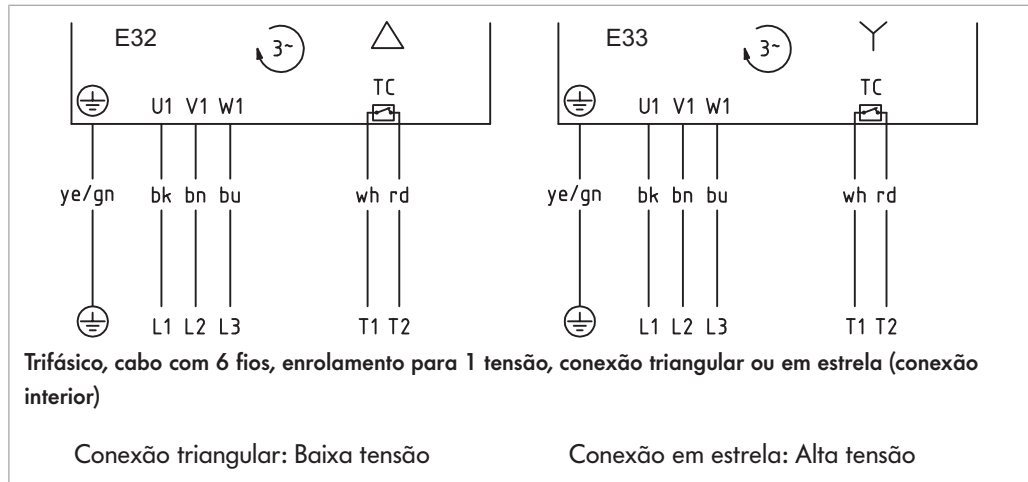 E32 3~ E33 3~
TC TC
U1 V1 W1 U1 V1 W1
ye/gn bk bn bu wh rd ye/gn bk bn bu wh rd
L1 L2 L3 T1 T2 L1 L2 L3 T1 T2
Trifásico, cabo com 6 fios, enrolamento para 1 tensão, conexão triangular ou em estrela (conexão
interior)
Conexão triangular: Baixa tensão Conexão em estrela: Alta tensão